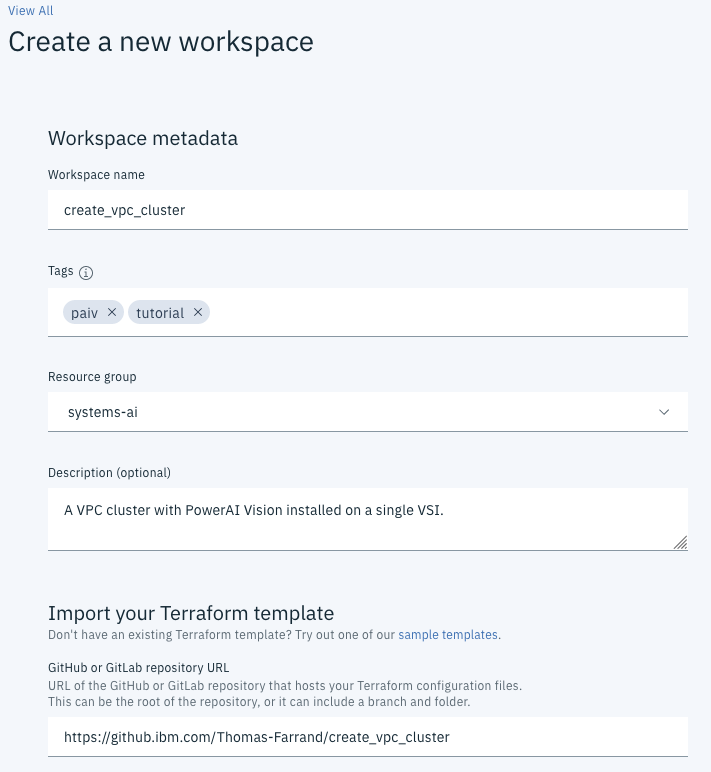 View All
Create a new workspace
Workspace metadata
Workspace name
create_vpc_cluster
Tags
paiv × tutorial ×
Resource group
systems-ai
Description (optional)
A VPC cluster with PowerAI Vision installed on a single VSI.
Import your Terraform template
Don't have an existing Terraform template? Try out one of our sample templates.
GitHub or GitLab repository URL
URL of the GitHub or GitLab repository that hosts your Terraform configuration files.
This can be the root of the repository, or it can include a branch and folder.
https://github.ibm.com/Thomas-Farrand/create_vpc_cluster